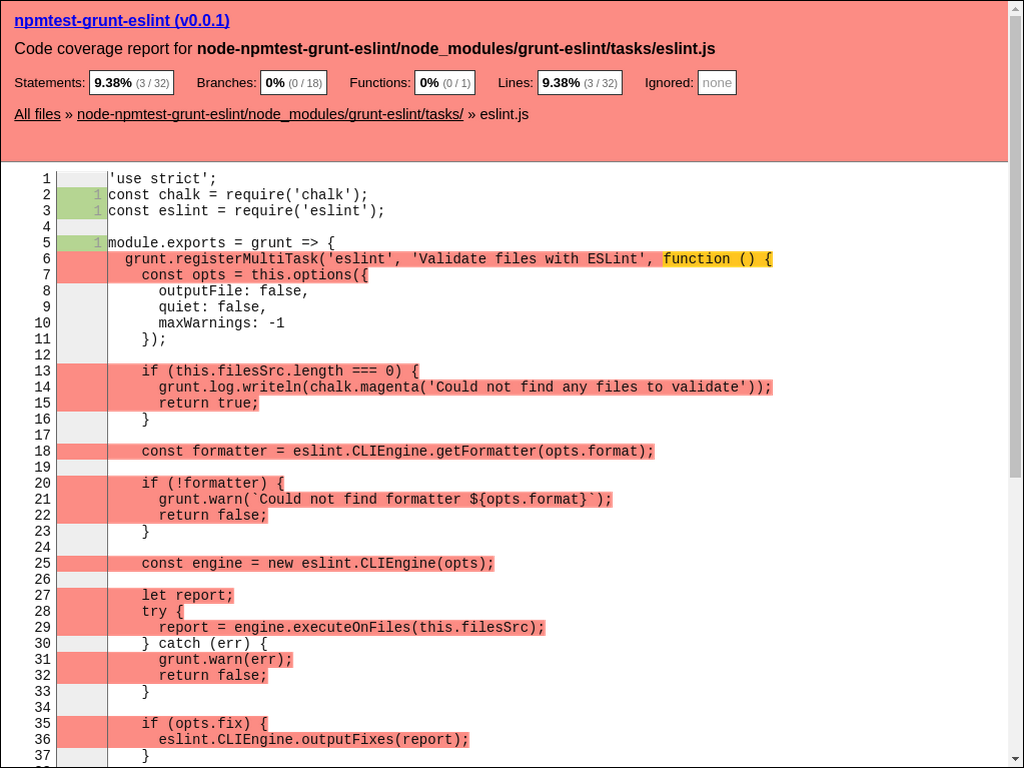 npmtest-grunt-eslint (v0.0.1)
Code coverage report for node-npmtest-grunt-eslint/node_modules/grunt-eslint/tasks/eslint.js
Statements: 9.38% (3 / 32) Branches: 0% (0 / 18) Functions: 0% (0 / 1) Lines: 9.38% (3 / 32) Ignored: none
All files » node-npmtest-grunt-eslint/node_modules/grunt-eslint/tasks/ » eslint.js
1 'use strict';
2 1 const chalk = require('chalk');
3 1 const eslint = require('eslint');
4
5 1 module.exports = grunt => {
6   grunt.registerMultiTask('eslint', 'Validate files with ESLint', function () {
7     const opts = this.options({
8       outputFile: false,
9       quiet: false,
10       maxWarnings: -1
11     });
12
13     if (this.filesSrc.length === 0) {
14       grunt.log.writeln(chalk.magenta('Could not find any files to validate'));
15       return true;
16     }
17
18     const formatter = eslint.CLIEngine.getFormatter(opts.format);
19
20     if (!formatter) {
21       grunt.warn(`Could not find formatter ${opts.format}`);
22       return false;
23     }
24
25     const engine = new eslint.CLIEngine(opts);
26
27     let report;
28     try {
29       report = engine.executeOnFiles(this.filesSrc);
30     } catch (err) {
31       grunt.warn(err);
32       return false;
33     }
34
35     if (opts.fix) {
36       eslint.CLIEngine.outputFixes(report);
37     }